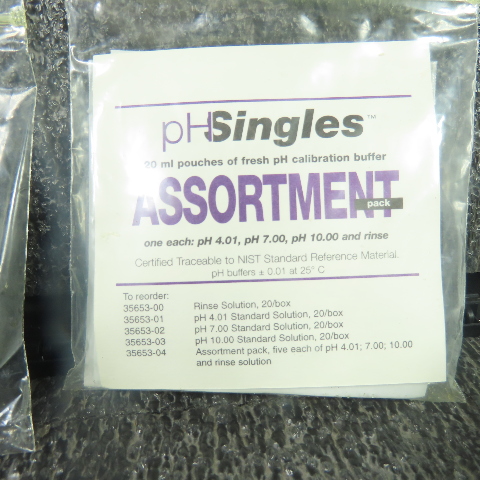 pHSingles™
20 ml pouches of fresh pH calibration buffer
ASSORTMENT
pack
one each: pH 4.01, pH 7.00, pH 10.00 and rinse
Certified Traceable to NIST Standard Reference Material.
pH buffers ± 0.01 at 25° C
To reorder:
35653-00 Rinse Solution, 20/box
35653-01 pH 4.01 Standard Solution, 20/box
35653-02 pH 7.00 Standard Solution, 20/box
35653-03 pH 10.00 Standard Solution, 20/box
35653-04 Assortment pack, five each of pH 4.01; 7.00; 10.00
and rinse solution